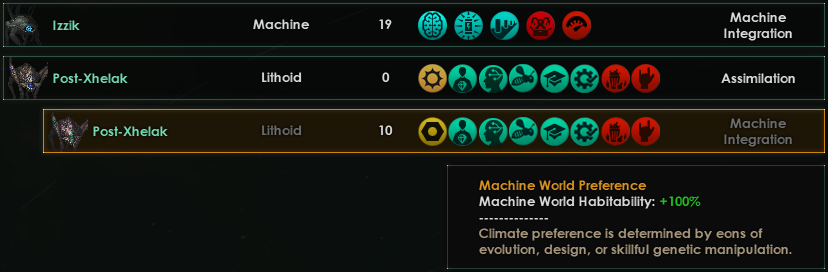 Izzik Machine 19 Machine Integration
Post-Xhelak Lithoid 0 Assimilation
Post-Xhelak Lithoid 10 Machine Integration
Machine World Preference
Machine World Habitability: +100%
--------------
Climate preference is determined by eons of
evolution, design, or skillful genetic manipulation.